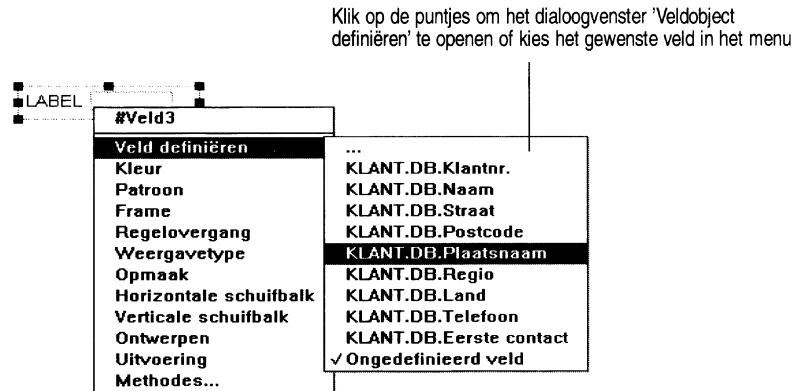 Klik op de puntjes om het dialoogvenster 'Veldobject
definiëren' te openen of kies het gewenste veld in het menu
LABEL
#Veld3
Veld definiëren
Kleur
Patroon
Frame
Regelovergang
Weergavetype
Opmaak
Horizontale schuifbalk
Verticale schuifbalk
Ontwerpen
Uitvoering
Methodes...
...
KLANT.DB.Klantnr.
KLANT.DB.Naam
KLANT.DB.Straat
KLANT.DB.Postcode
KLANT.DB.Plaatsnaam
KLANT.DB.Regio
KLANT.DB.Land
KLANT.DB.Telefoon
KLANT.DB.Eerste contact
√ Ongedefinieerd veld